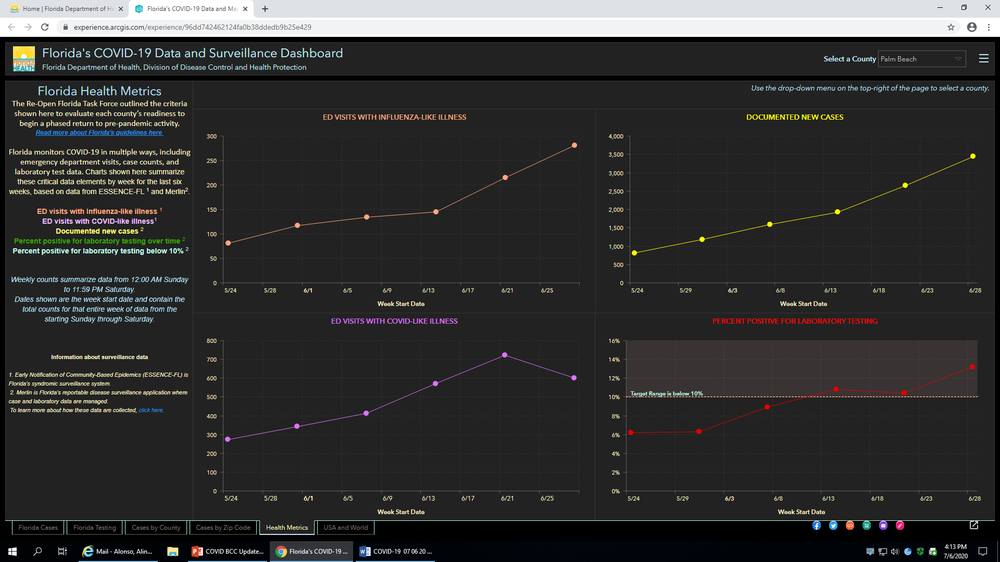 Home | Florida Department of He
Florida's COVID-19 Data and Ma
experience.arcgis.com/experience/96dd742462124fa0b38ddedb9b25e429
Florida HEALTH
Florida's COVID-19 Data and Surveillance Dashboard
Florida Department of Health, Division of Disease Control and Health Protection
Select a County Palm Beach
Florida Health Metrics
The Re-Open Florida Task Force outlined the criteria
shown here to evaluate each county's readiness to
begin a phased return to pre-pandemic activity.
Read more about Florida's guidelines here
Florida monitors COVID-19 in multiple ways, including
emergency department visits, case counts, and
laboratory test data. Charts shown here summarize
these critical data elements by week for the last six
weeks, based on data from ESSENCE-FL 1 and Merlin2.
ED visits with Influenza-like illness 1
ED visits with COVID-like illness1
Documented new cases 2
Percent positive for laboratory testing over time 2
Percent positive for laboratory testing below 10% 2
Weekly counts summarize data from 12:00 AM Sunday
to 11:59 PM Saturday.
Dates shown are the week start date and contain the
total counts for that entire week of data from the
starting Sunday through Saturday.
Information about surveillance data
1. Early Notification of Community-Based Epidemics (ESSENCE-FL) is
Florida's syndromic surveillance system.
2. Merlin is Florida's reportable disease surveillance application where
case and laboratory data are managed.
To learn more about how these data are collected, click here.
Use the drop-down menu on the top-right of the page to select a county.
ED VISITS WITH INFLUENZA-LIKE ILLNESS
300
250
200
150
100
50
0
5/24 5/28 6/1 6/5 6/9 6/13 6/17 6/21 6/25
Week Start Date
DOCUMENTED NEW CASES
4,000
3,500
3,000
2,500
2,000
1,500
1,000
500
0
5/24 5/29 6/3 6/8 6/13 6/18 6/23 6/28
Week Start Date
ED VISITS WITH COVID-LIKE ILLNESS
800
700
600
500
400
300
200
100
0
5/24 5/28 6/1 6/5 6/9 6/13 6/17 6/21 6/25
Week Start Date
PERCENT POSITIVE FOR LABORATORY TESTING
16%
14%
12%
Target Range is below 10%
10%
8%
6%
4%
2%
0%
5/24 5/29 6/3 6/8 6/13 6/18 6/23 6/28
Week Start Date
Florida Cases Florida Testing Cases by County Cases by Zip Code Health Metrics USA and World
Mail - Alonso, Alin... COVID BCC Update... Florida's COVID-19 ... COVID-19 07 06 20 ...
4:13 PM
7/6/2020